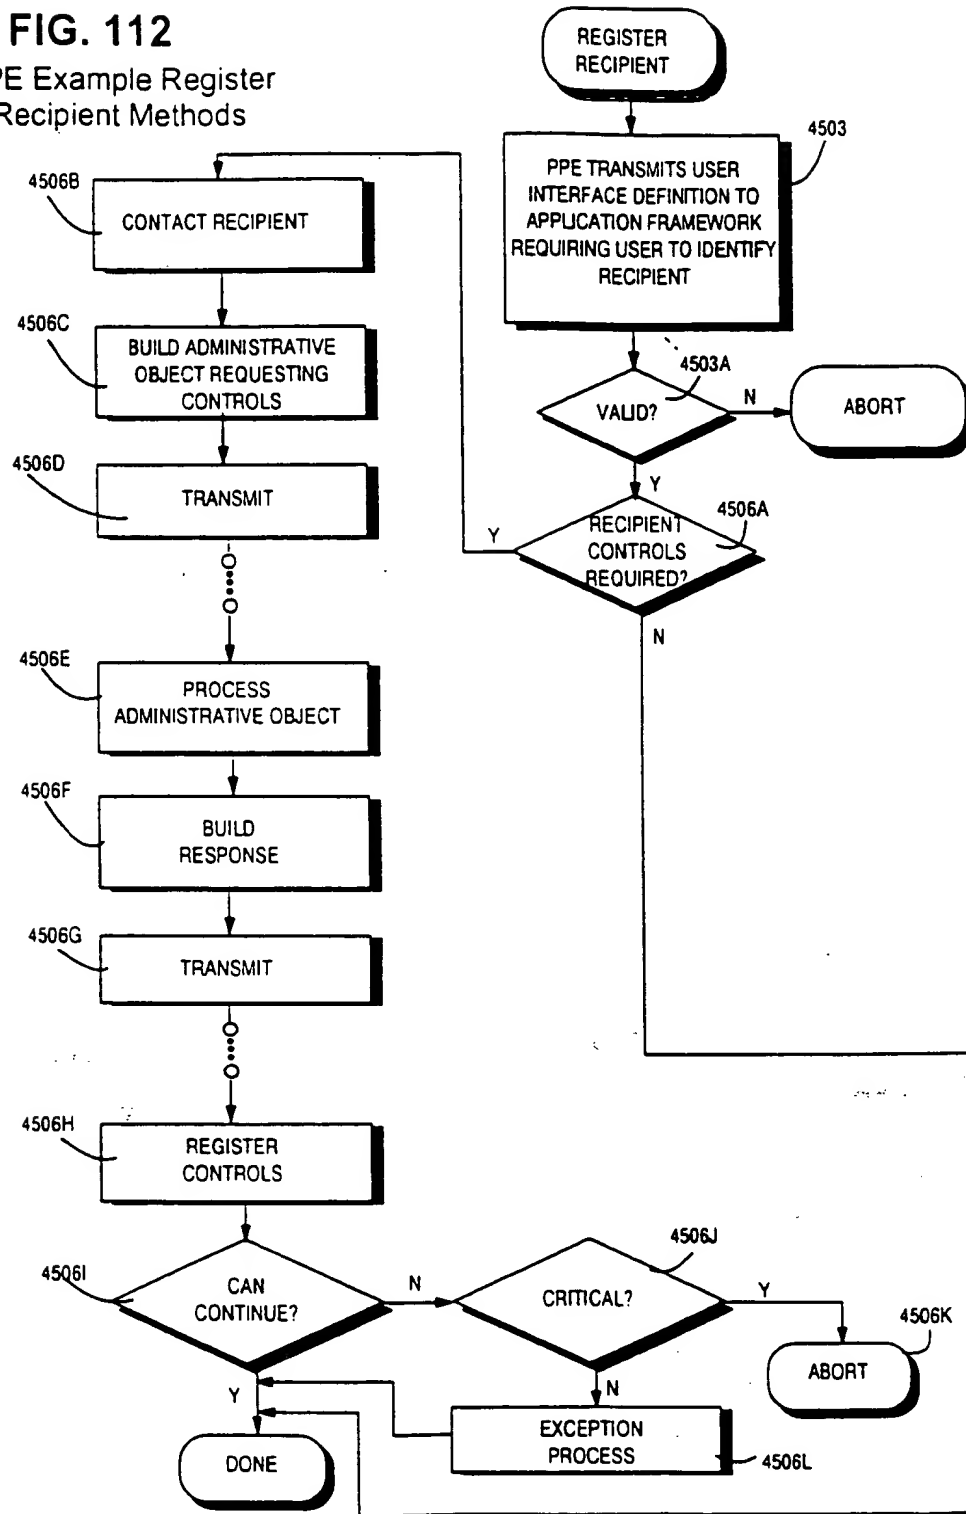 FIG. 112
PE Example Register
Recipient Methods
REGISTER
RECIPIENT
4503
PPE TRANSMITS USER
INTERFACE DEFINITION TO
APPLICATION FRAMEWORK
REQUIRING USER TO IDENTIFY
RECIPIENT
4503A
VALID?
N
ABORT
Y
4506A
RECIPIENT
CONTROLS
REQUIRED?
Y
N
4506B
CONTACT RECIPIENT
4506C
BUILD ADMINISTRATIVE
OBJECT REQUESTING
CONTROLS
4506D
TRANSMIT
4506E
PROCESS
ADMINISTRATIVE OBJECT
4506F
BUILD
RESPONSE
4506G
TRANSMIT
4506H
REGISTER
CONTROLS
4506I
CAN
CONTINUE?
N
Y
4506J
CRITICAL?
Y
N
4506K
ABORT
EXCEPTION
PROCESS
4506L
DONE